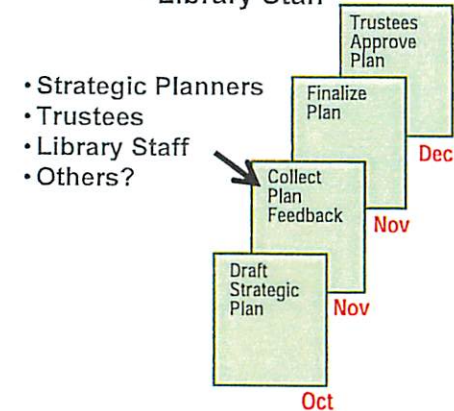 Library Staff
Trustees
Approve
Plan
• Strategic Planners
• Trustees
• Library Staff
• Others?
Finalize
Plan
Dec
Collect
Plan
Feedback
Nov
Draft
Strategic
Plan
Nov
Oct